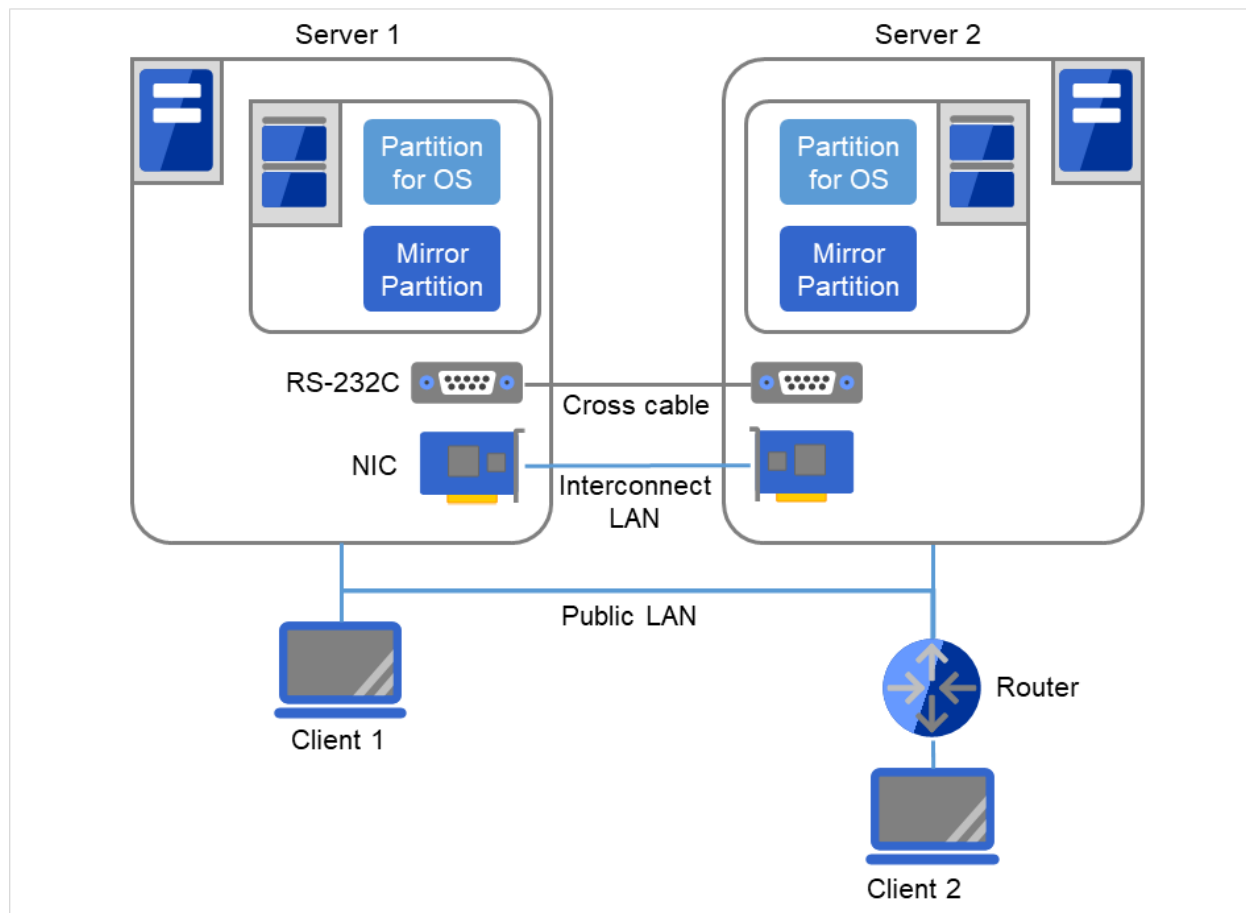 Server 1
Server 2
Partition
for OS
Partition
for OS
Mirror
Partition
Mirror
Partition
RS-232C
Cross cable
NIC
Interconnect
LAN
Public LAN
Router
Client 1
Client 2